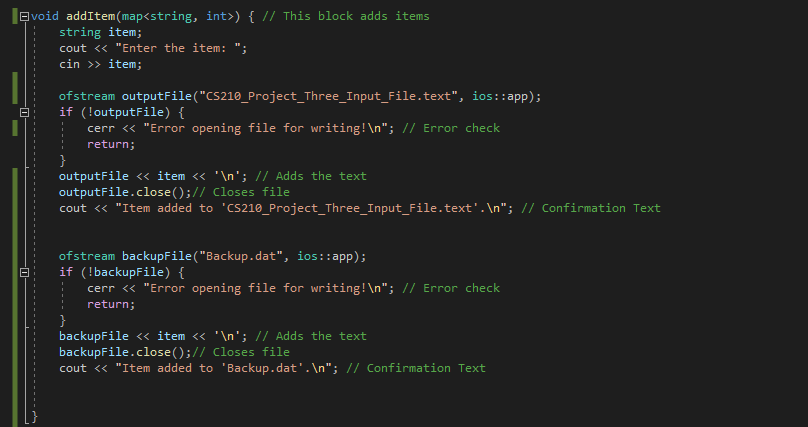 void addItem(map<string, int>) { // This block adds items
string item;
cout << "Enter the item: ";
cin >> item;
ofstream outputFile("CS210_Project_Three_Input_File.text", ios::app);
if (!outputFile) {
cerr << "Error opening file for writing!\n"; // Error check
return;
}
outputFile << item << '\n'; // Adds the text
outputFile.close();// Closes file
cout << "Item added to 'CS210_Project_Three_Input_File.text'.\n"; // Confirmation Text
ofstream backupFile("Backup.dat", ios::app);
if (!backupFile) {
cerr << "Error opening file for writing!\n"; // Error check
return;
}
backupFile << item << '\n'; // Adds the text
backupFile.close();// Closes file
cout << "Item added to 'Backup.dat'.\n"; // Confirmation Text
}